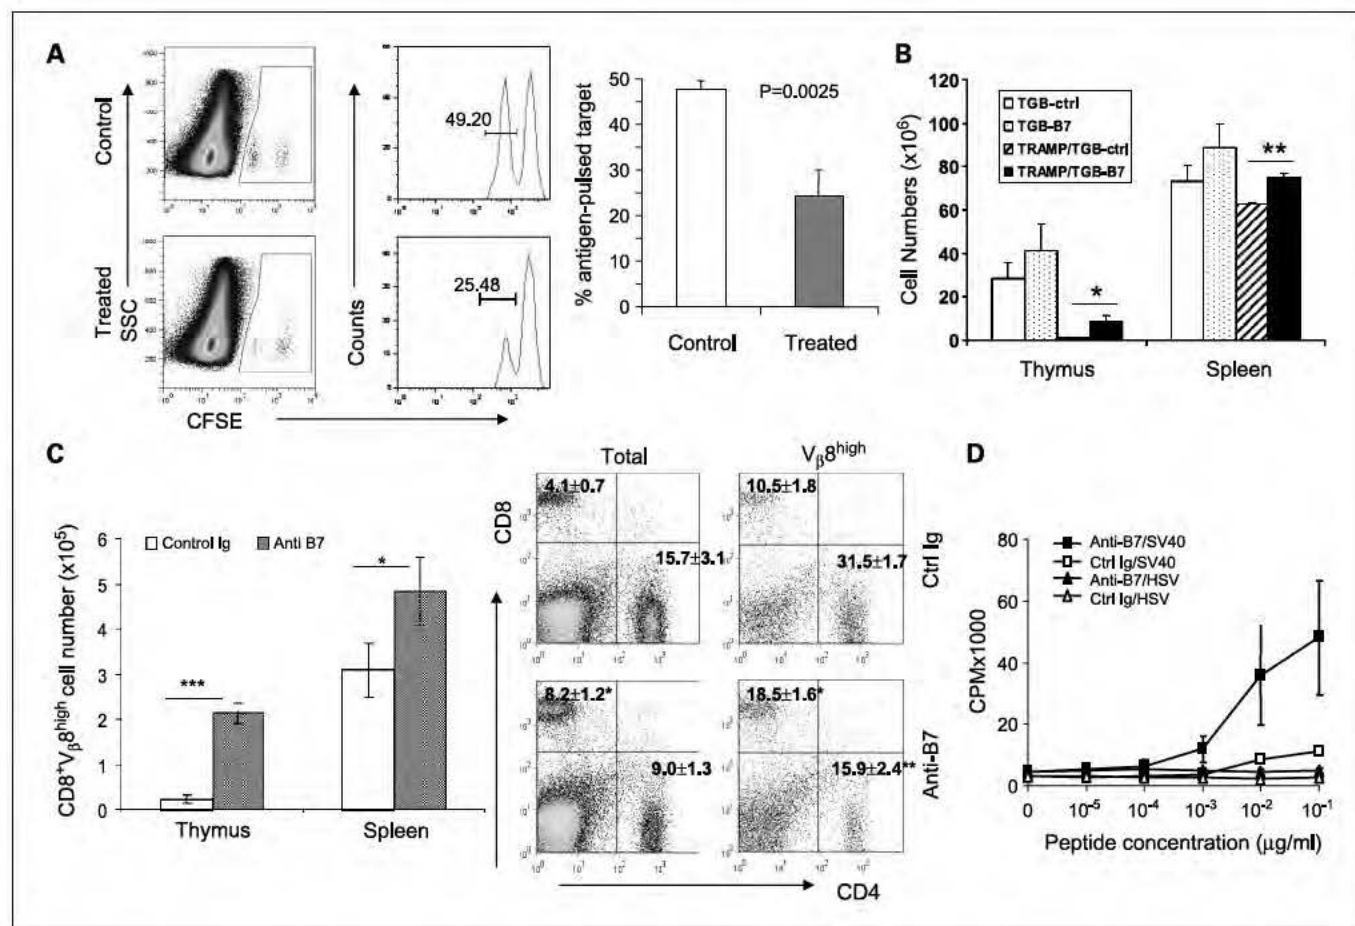 A
Control
Treated
SSC
Counts
CFSE
49.20
25.48
% antigen-pulsed target
50
40
30
20
10
0
P=0.0025
Control
Treated
B
Cell Numbers (x10⁶)
120
100
80
60
40
20
0
TGB-ctrl
TGB-B7
TRAMP/TGB-ctrl
TRAMP/TGB-B7
*
**
Thymus
Spleen
C
CD8⁺Vβ8ʰⁱᵍʰ cell number (x10⁵)
6
5
4
3
2
1
0
Control Ig
Anti B7
***
*
Thymus
Spleen
Total
Vβ8ʰⁱᵍʰ
CD8
4.1±0.7
15.7±3.1
10.5±1.8
31.5±1.7
Ctrl Ig
8.2±1.2*
9.0±1.3
18.5±1.6*
15.9±2.4**
Anti-B7
CD4
D
CPMx1000
80
60
40
20
0
Anti-B7/SV40
Ctrl Ig/SV40
Anti-B7/HSV
Ctrl Ig/HSV
0 10⁻⁵ 10⁻⁴ 10⁻³ 10⁻² 10⁻¹
Peptide concentration (µg/ml)